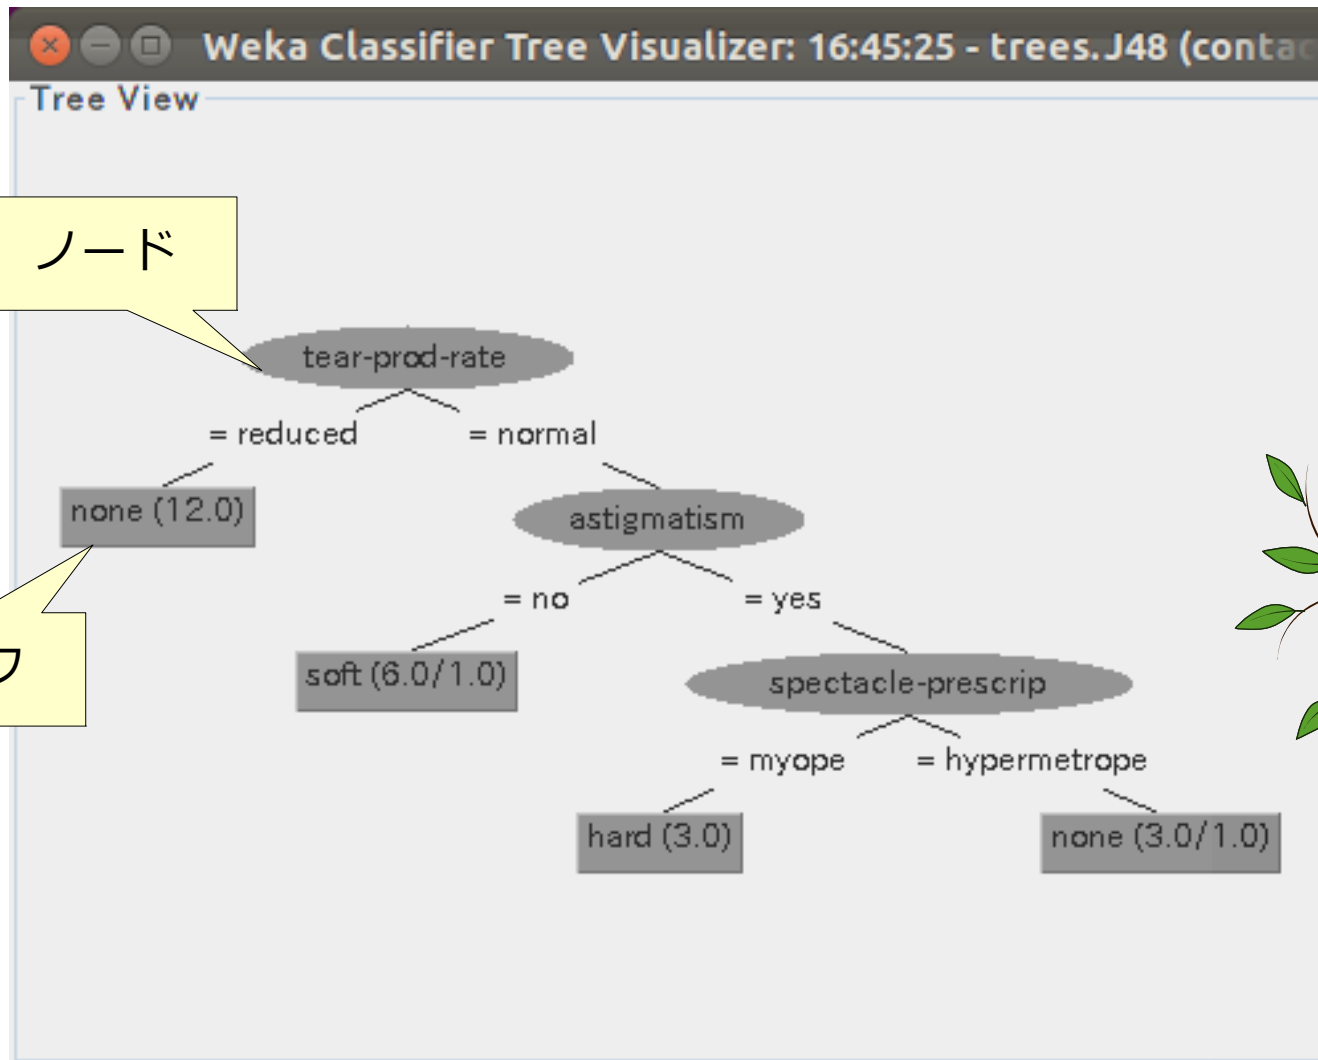 Weka Classifier Tree Visualizer: 16:45:25 - trees.J48 (contac
Tree View
ノード
tear-prod-rate
= reduced
= normal
none (12.0)
astigmatism
= no
= yes
soft (6.0/1.0)
spectacle-prescrip
= myope
= hypermetrope
hard (3.0)
none (3.0/1.0)